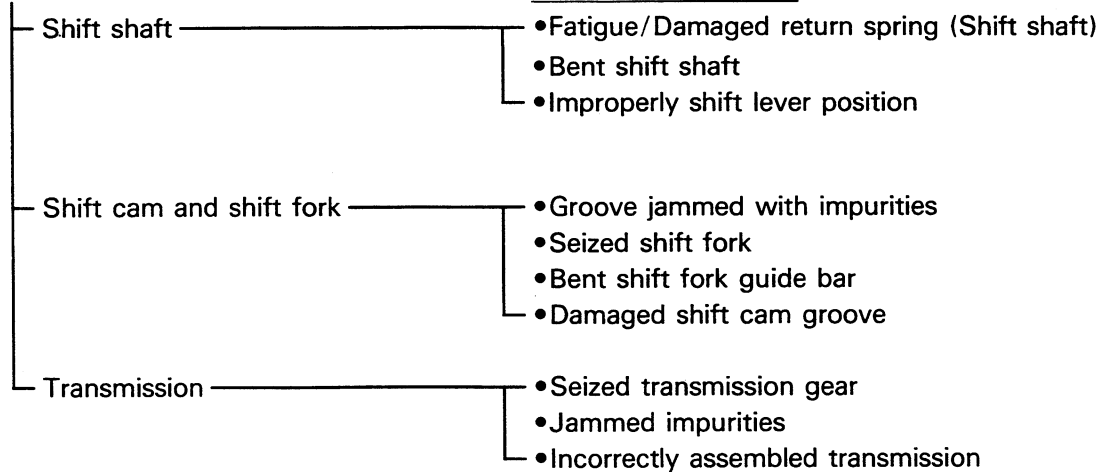 Shift shaft
•Fatigue/Damaged return spring (Shift shaft)
•Bent shift shaft
•Improperly shift lever position
Shift cam and shift fork
•Groove jammed with impurities
•Seized shift fork
•Bent shift fork guide bar
•Damaged shift cam groove
Transmission
•Seized transmission gear
•Jammed impurities
•Incorrectly assembled transmission